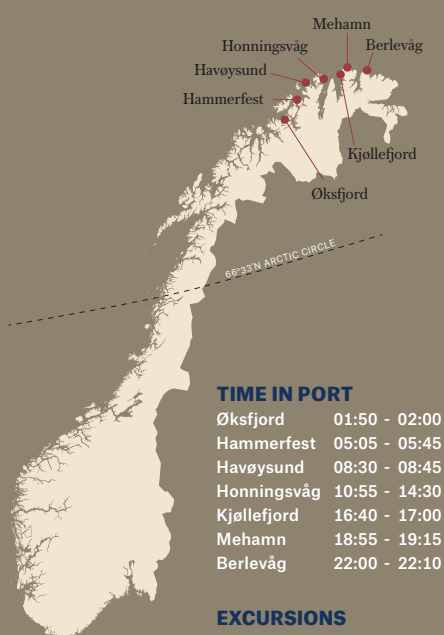 Mehamn
Honningsvåg
Berlevåg
Havøysund
Hammerfest
Kjøllefjord
Øksfjord
66°33'N ARCTIC CIRCLE
TIME IN PORT
Øksfjord 01:50 - 02:00
Hammerfest 05:05 - 05:45
Havøysund 08:30 - 08:45
Honningsvåg 10:55 - 14:30
Kjøllefjord 16:40 - 17:00
Mehamn 18:55 - 19:15
Berlevåg 22:00 - 22:10
EXCURSIONS